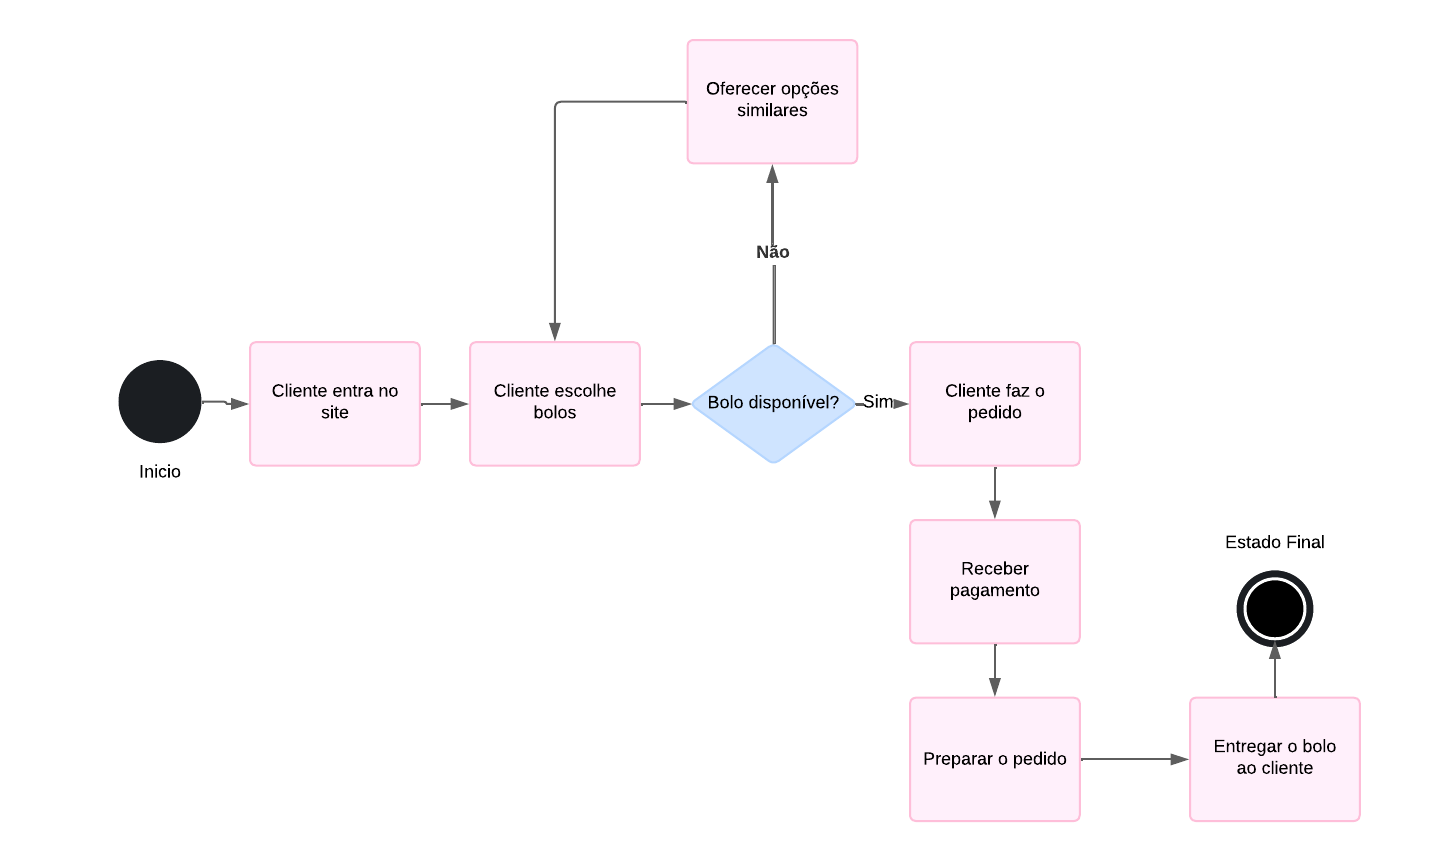 Oferecer opções
similares
Não
Inicio
Cliente entra no
site
Cliente escolhe
bolos
Bolo disponível?
Sim
Cliente faz o
pedido
Receber
pagamento
Estado Final
Preparar o pedido
Entregar o bolo
ao cliente